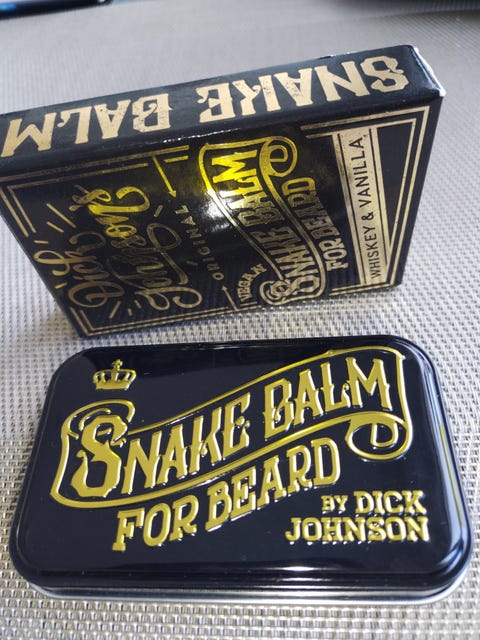 SNAKE BALM
Dick
Johnson's
ORIGINAL
VEGAN
SNAKE BALM
FOR BEARD
WHISKEY & VANILLA
SNAKE BALM
FOR BEARD
BY DICK
JOHNSON